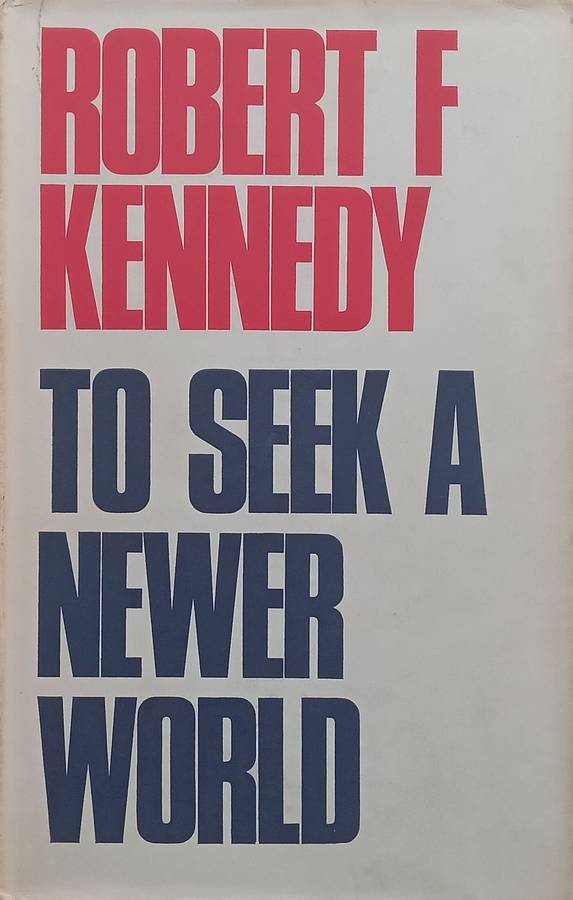 ROBERT F
KENNEDY
TO SEEK A
NEWER
WORLD